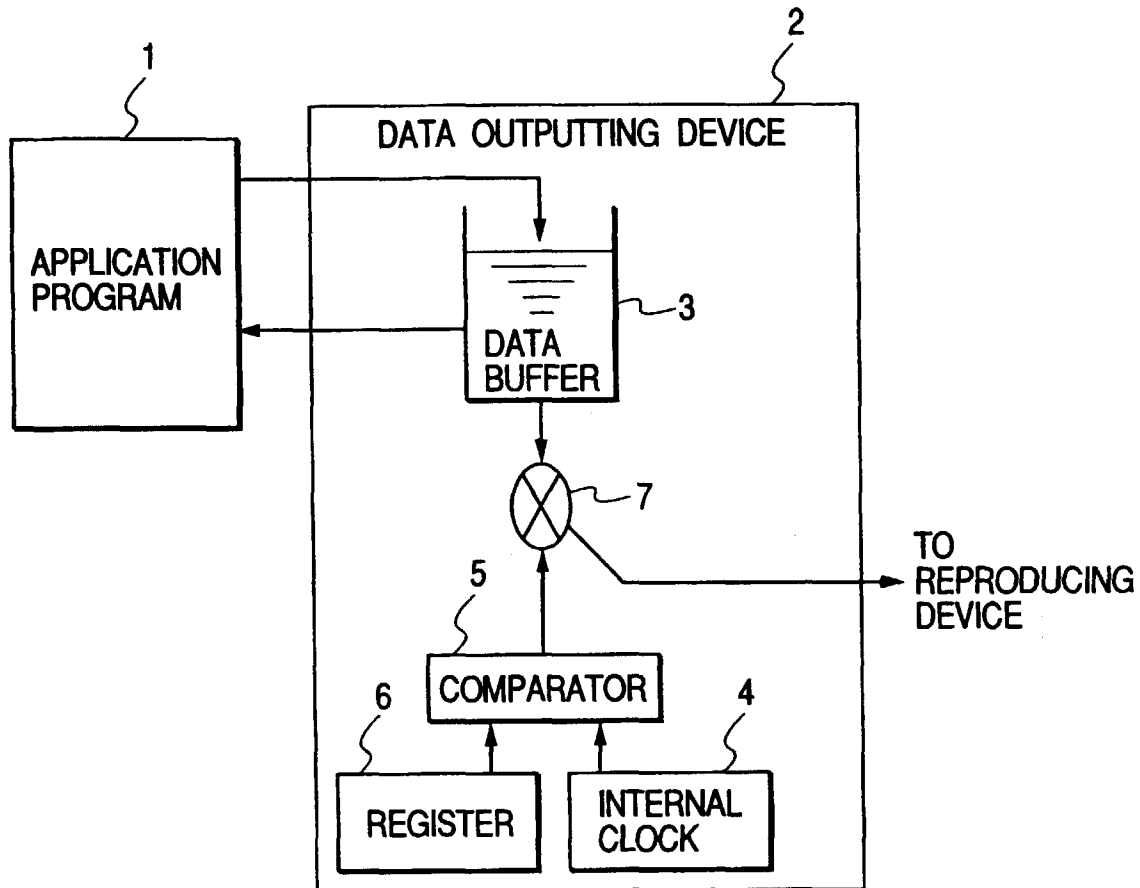 1
2
DATA OUTPUTTING DEVICE
APPLICATION
PROGRAM
3
DATA
BUFFER
7
TO
REPRODUCING
DEVICE
5
COMPARATOR
6
4
REGISTER
INTERNAL
CLOCK